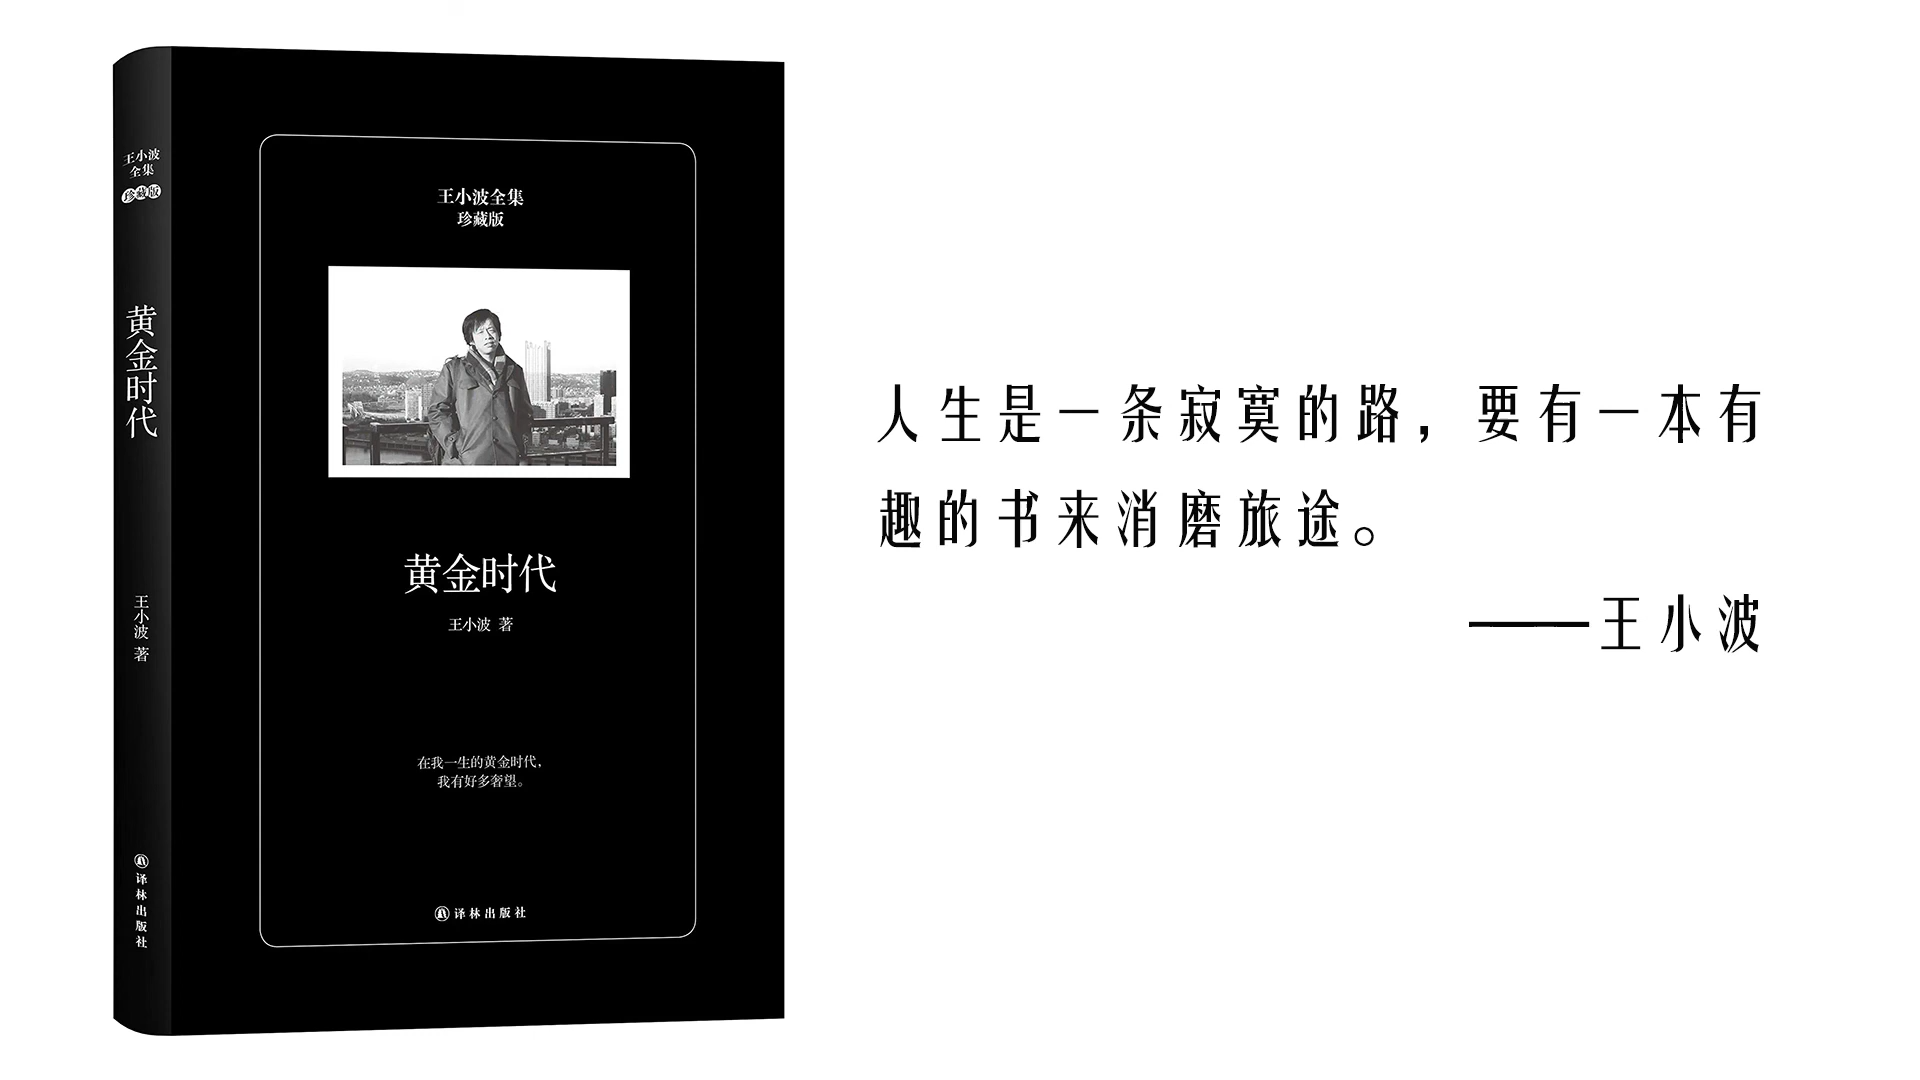 王小波
全集
珍藏版
黄金时代
王小波 著
译林出版社
王小波全集
珍藏版
黄金时代
王小波 著
在我一生的黄金时代，
我有好多奢望。
译林出版社
人生是一条寂寞的路，要有一本有
趣的书来消磨旅途。
——王小波